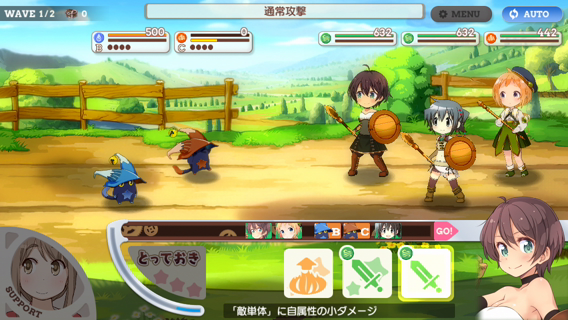 WAVE 1/2 0
通常攻撃
MENU
AUTO
500
B
0
C
632
632
442
B
C
GO!
とっておき
SUPPORT
「敵単体」に自属性の小ダメージ